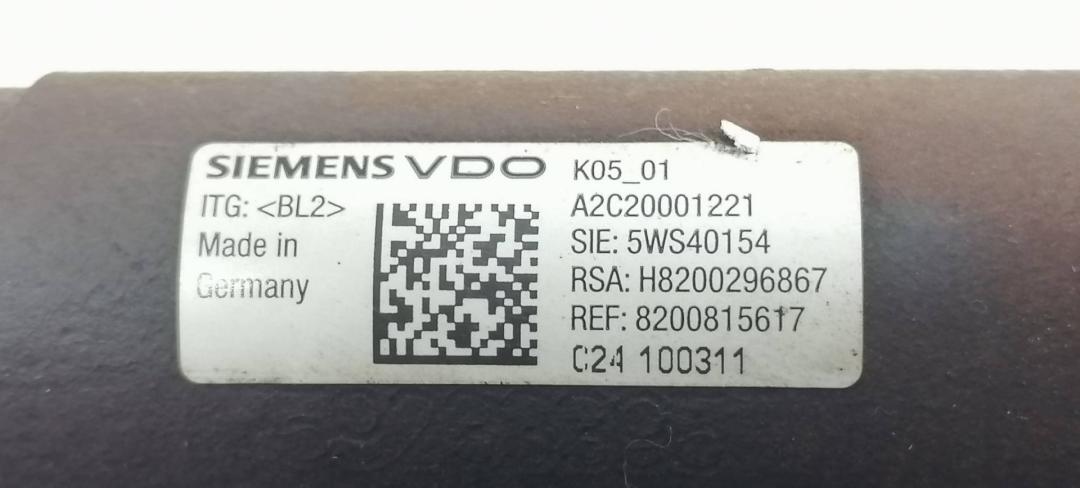 SIEMENS VDO
ITG: <BL2>
Made in
Germany
K05_01
A2C20001221
SIE: 5WS40154
RSA: H8200296867
REF: 8200815617
C24 100311